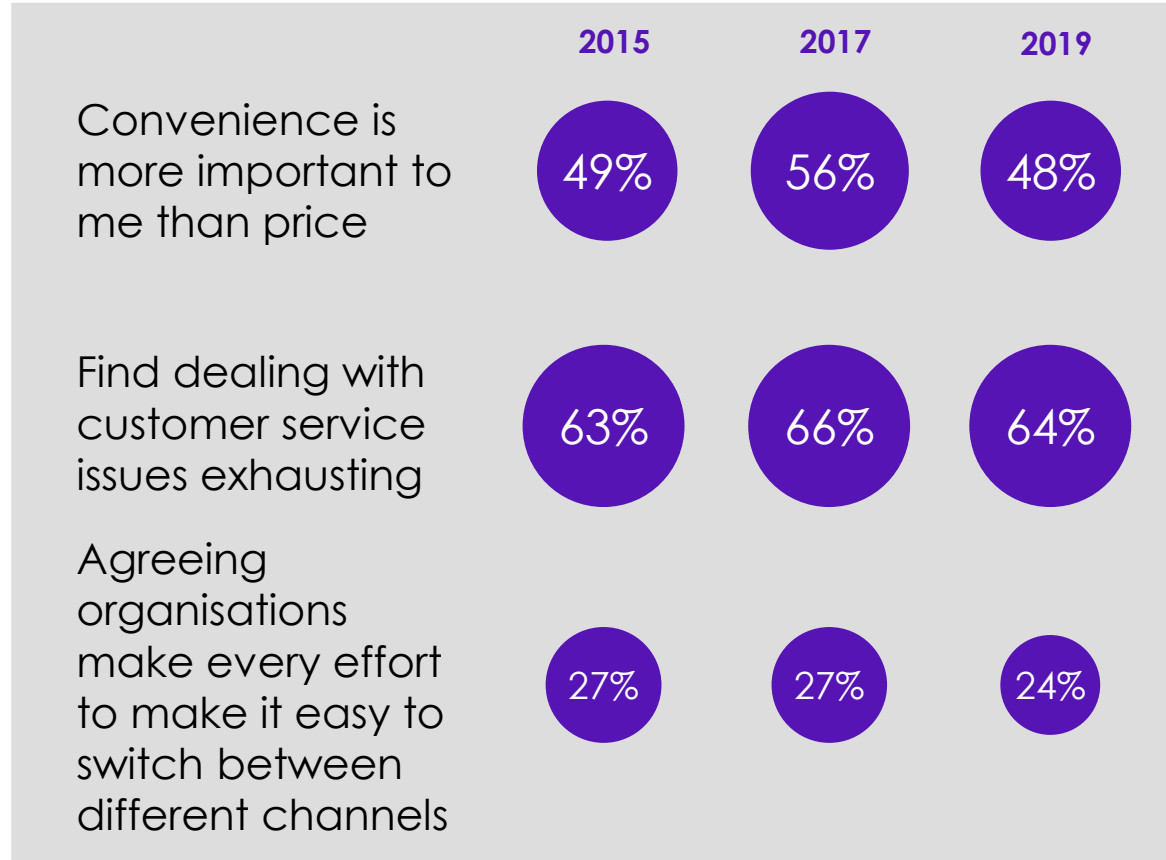 2015 2017 2019
Convenience is
more important to
me than price
49% 56% 48%
Find dealing with
customer service
issues exhausting
63% 66% 64%
Agreeing
organisations
make every effort
to make it easy to
switch between
different channels
27% 27% 24%